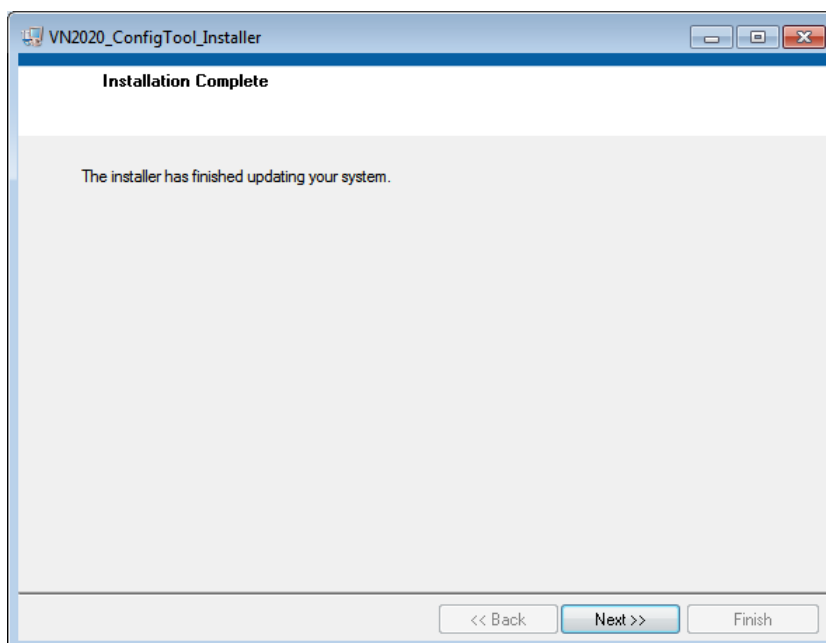 VN2020_ConfigTool_Installer
Installation Complete
The installer has finished updating your system.
<< Back Next >> Finish